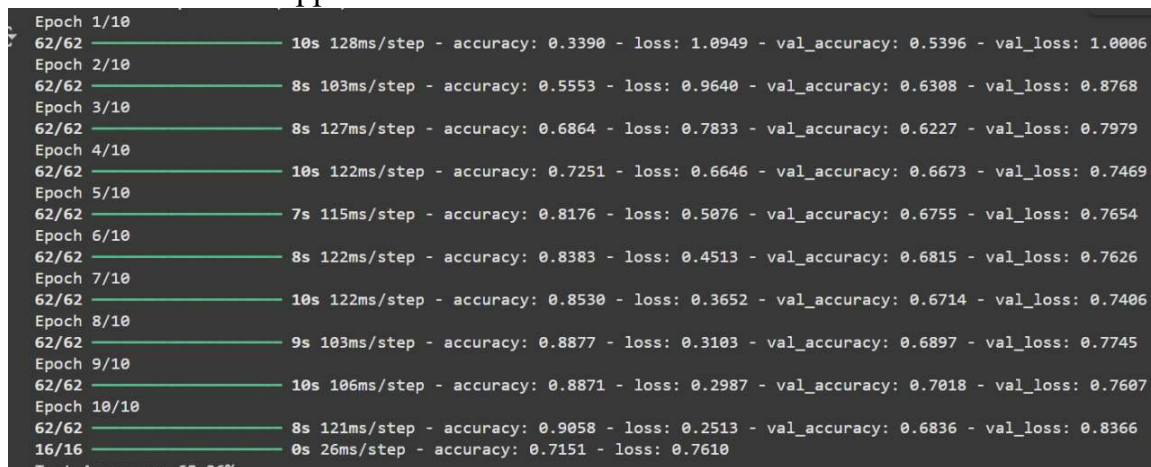 Epoch 1/10
62/62 10s 128ms/step - accuracy: 0.3390 - loss: 1.0949 - val_accuracy: 0.5396 - val_loss: 1.0006
Epoch 2/10
62/62 8s 103ms/step - accuracy: 0.5553 - loss: 0.9640 - val_accuracy: 0.6308 - val_loss: 0.8768
Epoch 3/10
62/62 8s 127ms/step - accuracy: 0.6864 - loss: 0.7833 - val_accuracy: 0.6227 - val_loss: 0.7979
Epoch 4/10
62/62 10s 122ms/step - accuracy: 0.7251 - loss: 0.6646 - val_accuracy: 0.6673 - val_loss: 0.7469
Epoch 5/10
62/62 7s 115ms/step - accuracy: 0.8176 - loss: 0.5076 - val_accuracy: 0.6755 - val_loss: 0.7654
Epoch 6/10
62/62 8s 122ms/step - accuracy: 0.8383 - loss: 0.4513 - val_accuracy: 0.6815 - val_loss: 0.7626
Epoch 7/10
62/62 10s 122ms/step - accuracy: 0.8530 - loss: 0.3652 - val_accuracy: 0.6714 - val_loss: 0.7406
Epoch 8/10
62/62 9s 103ms/step - accuracy: 0.8877 - loss: 0.3103 - val_accuracy: 0.6897 - val_loss: 0.7745
Epoch 9/10
62/62 10s 106ms/step - accuracy: 0.8871 - loss: 0.2987 - val_accuracy: 0.7018 - val_loss: 0.7607
Epoch 10/10
62/62 8s 121ms/step - accuracy: 0.9058 - loss: 0.2513 - val_accuracy: 0.6836 - val_loss: 0.8366
16/16 0s 26ms/step - accuracy: 0.7151 - loss: 0.7610